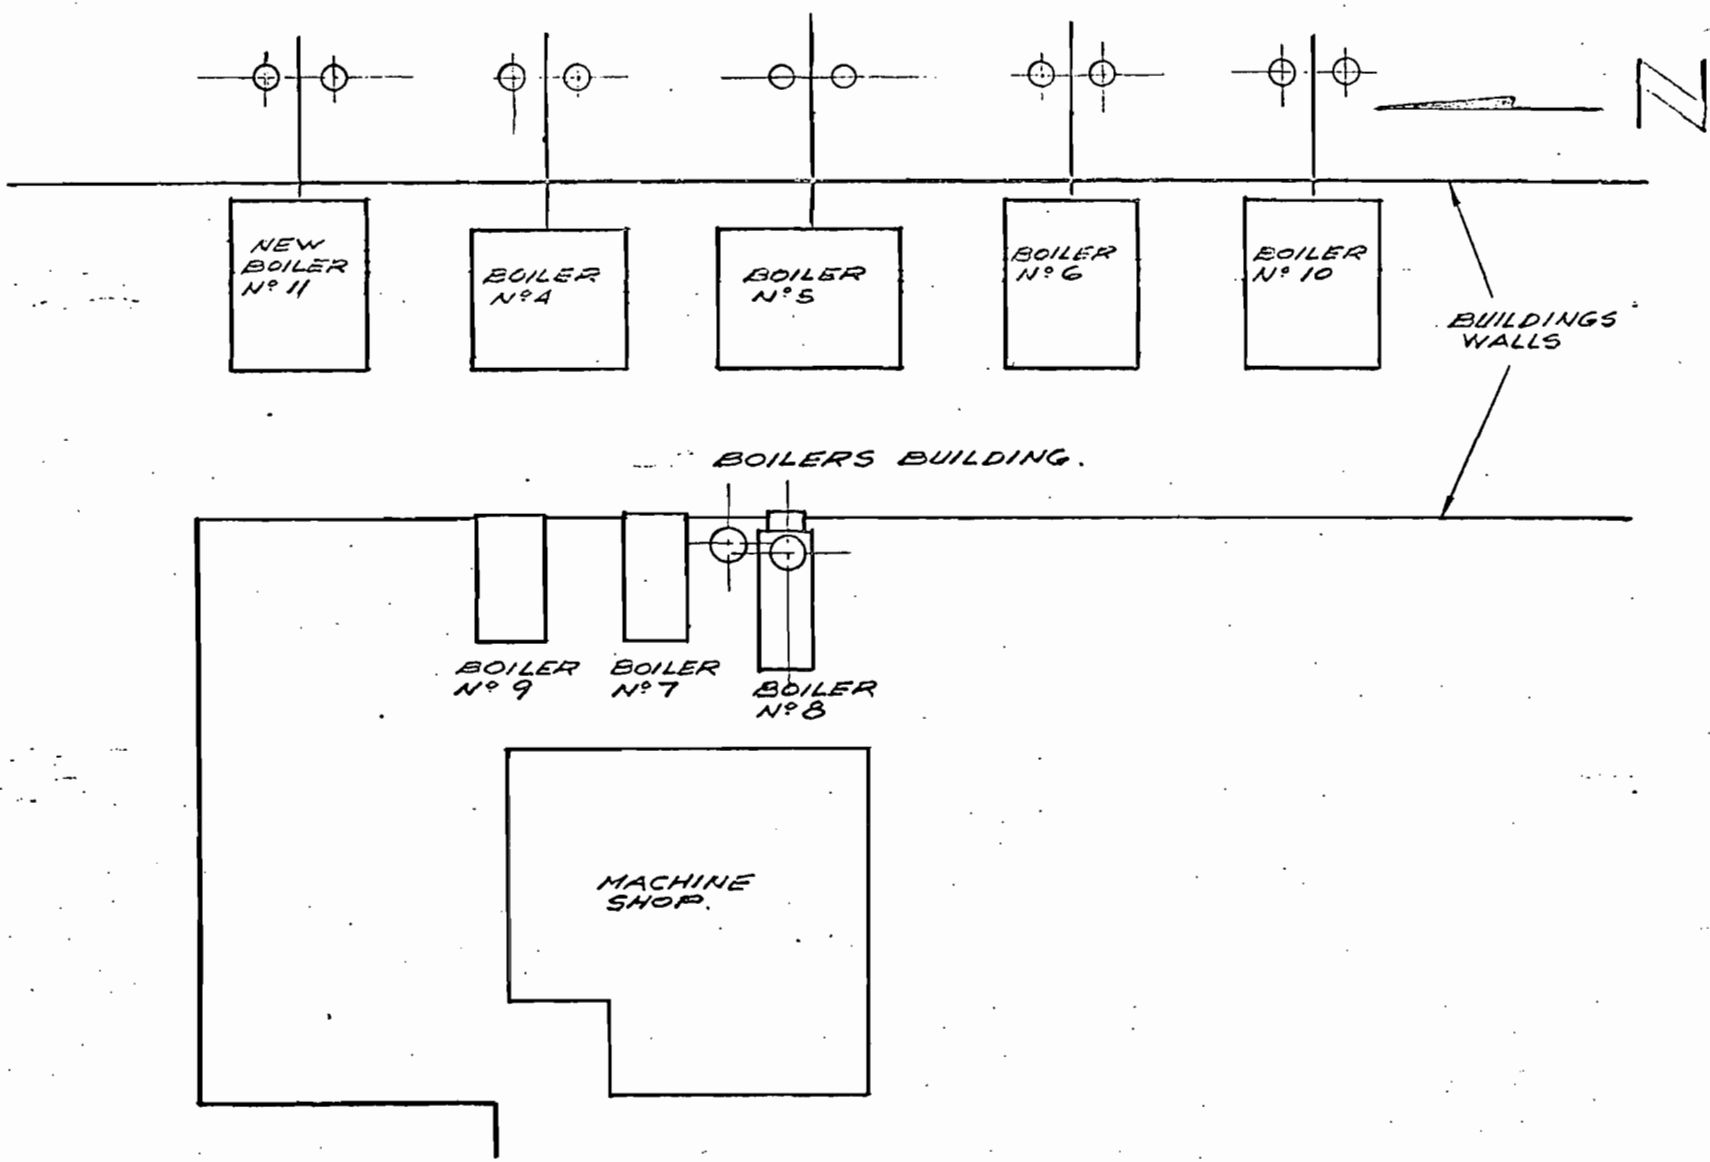 N
NEW
BOILER
Nº 11
BOILER
Nº 4
BOILER
Nº 5
BOILER
Nº 6
BOILER
Nº 10
BUILDINGS
WALLS
BOILERS BUILDING.
BOILER
Nº 9
BOILER
Nº 7
BOILER
Nº 8
MACHINE
SHOP.